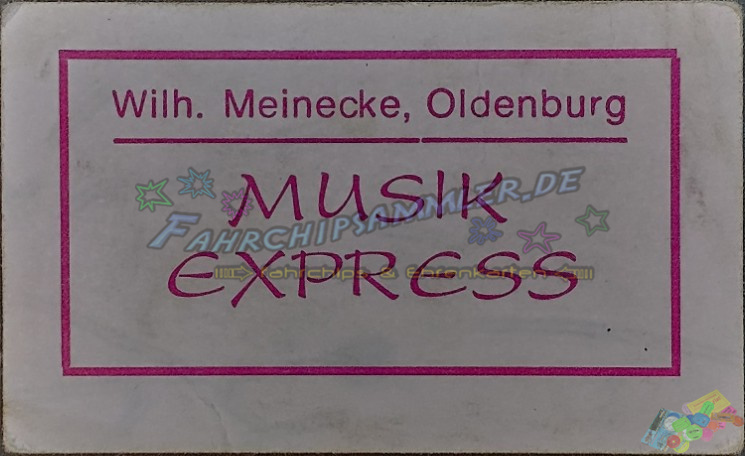 Wilh. Meinecke, Oldenburg
MUSIK
FAHRCHIPSAMMLER.DE
EXPRESS
Fahrchips & Ehrenkarten